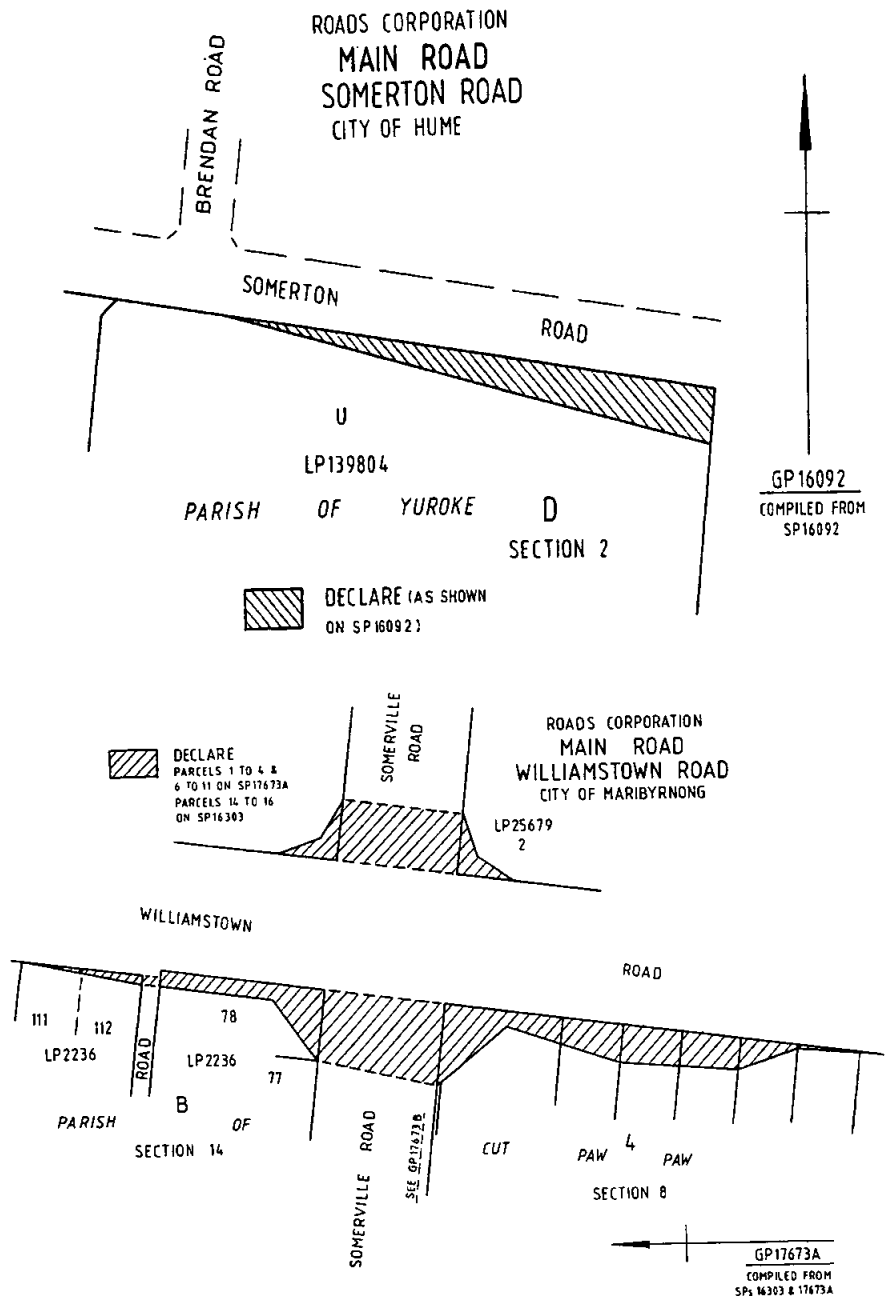 ROADS CORPORATION
MAIN ROAD
SOMERTON ROAD
CITY OF HUME
BRENDAN ROAD
SOMERTON
ROAD
U
LP139804
PARISH OF YUROKE D
SECTION 2
GP16092
COMPILED FROM
SP16092
DECLARE (AS SHOWN
ON SP16092)
SOMERVILLE
ROAD
ROADS CORPORATION
MAIN ROAD
WILLIAMSTOWN ROAD
CITY OF MARIBYRNONG
DECLARE
PARCELS 1 TO 4 &
6 TO 11 ON SP17673A
PARCELS 14 TO 16
ON SP16303
LP25679
2
WILLIAMSTOWN
ROAD
111
112
78
LP2236
ROAD
LP2236
77
PARISH B OF
SECTION 14
SOMERVILLE ROAD
SEE GP17673B
CUT PAW 4 PAW
SECTION 8
GP17673A
COMPILED FROM
SPs 16303 & 17673A